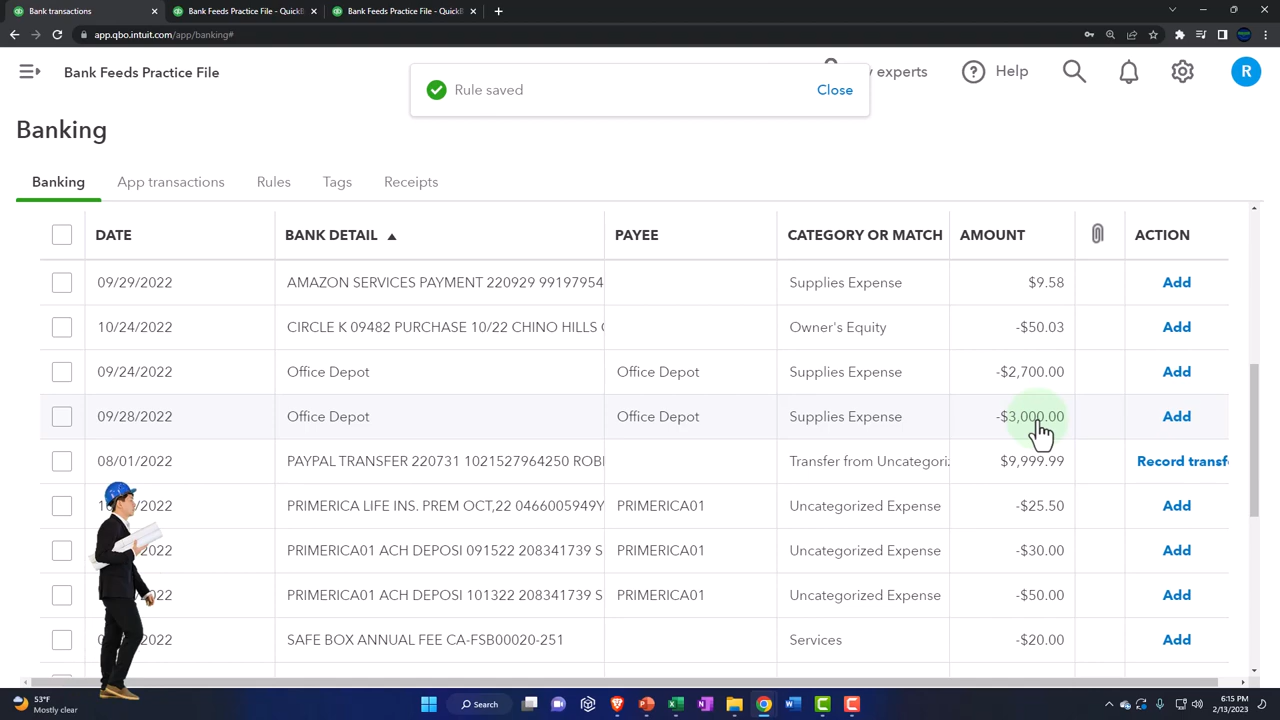 Bank transactions
Bank Feeds Practice File - QuickB
Bank Feeds Practice File - QuickB
app.qbo.intuit.com/app/banking#
Bank Feeds Practice File
experts
Help
R
Rule saved
Close
Banking
Banking
App transactions
Rules
Tags
Receipts
DATE BANK DETAIL PAYEE CATEGORY OR MATCH AMOUNT ACTION
09/29/2022 AMAZON SERVICES PAYMENT 220929 99197954 Supplies Expense $9.58 Add
10/24/2022 CIRCLE K 09482 PURCHASE 10/22 CHINO HILLS Owner's Equity -$50.03 Add
09/24/2022 Office Depot Office Depot Supplies Expense -$2,700.00 Add
09/28/2022 Office Depot Office Depot Supplies Expense -$3,000.00 Add
08/01/2022 PAYPAL TRANSFER 220731 1021527964250 ROBI Transfer from Uncategoriz $9,999.99 Record transf
2022 PRIMERICA LIFE INS. PREM OCT,22 0466005949Y PRIMERICA01 Uncategorized Expense -$25.50 Add
2022 PRIMERICA01 ACH DEPOSI 091522 208341739 S PRIMERICA01 Uncategorized Expense -$30.00 Add
2022 PRIMERICA01 ACH DEPOSI 101322 208341739 S PRIMERICA01 Uncategorized Expense -$50.00 Add
2022 SAFE BOX ANNUAL FEE CA-FSB00020-251 Services -$20.00 Add
53°F
Mostly clear
Search
6:15 PM
2/13/2023